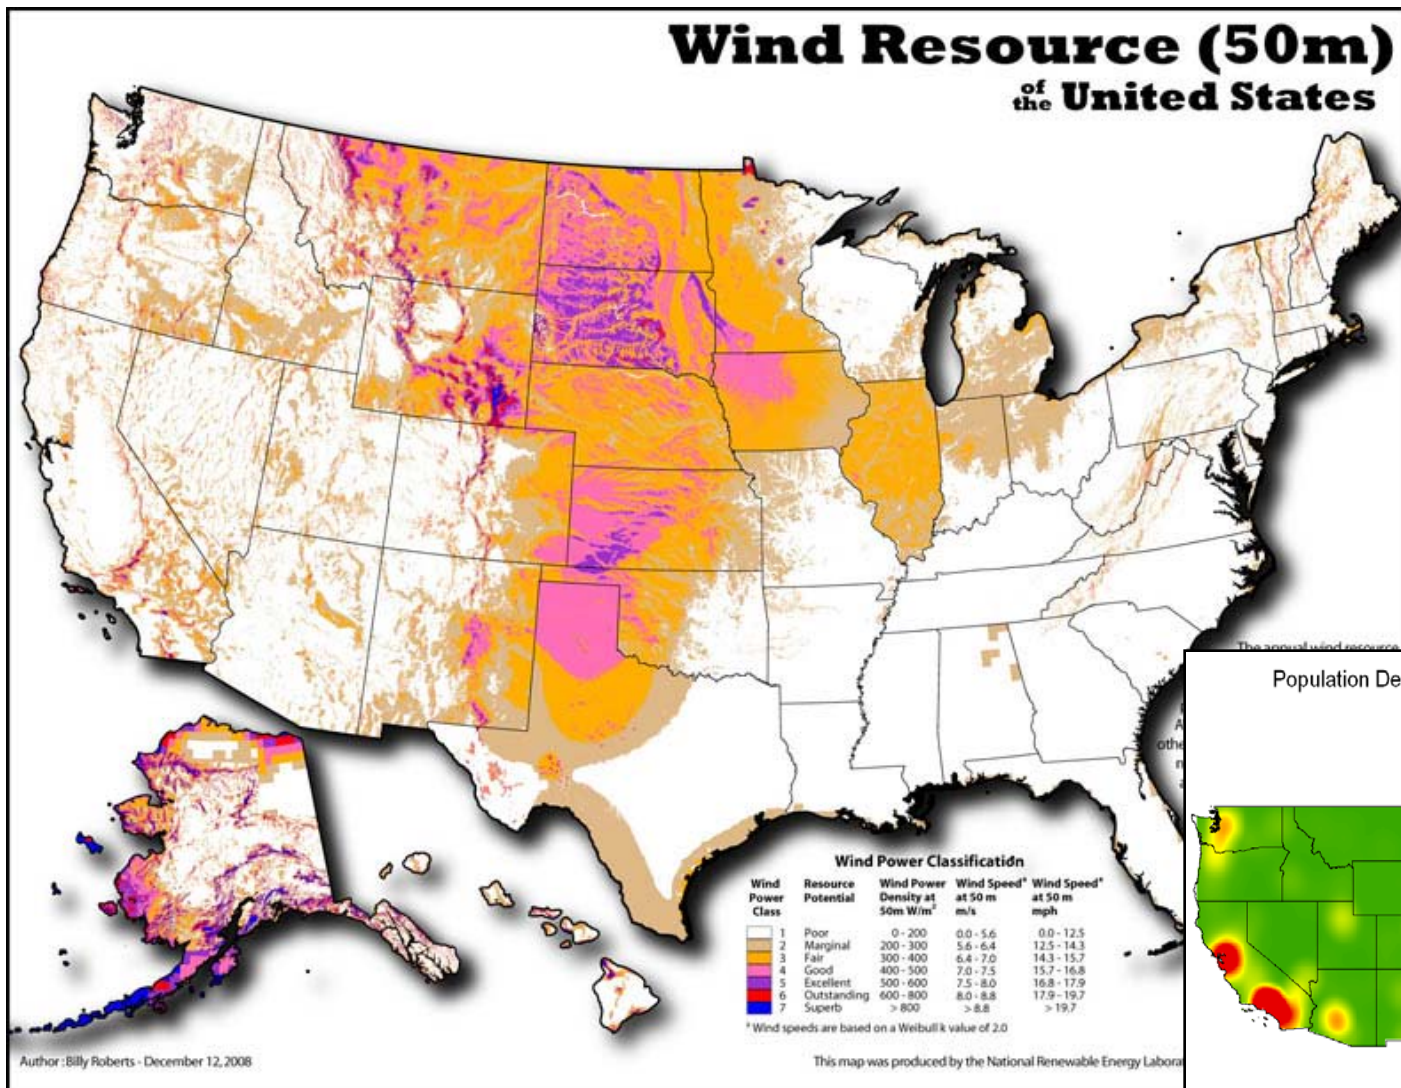 Wind Resource (50m)
of the United States
The annual wind resource
Population De
Wind Power Classification
Wind Power Class
Resource Potential
Wind Power Density at 50m W/m²
Wind Speedª at 50 m m/s
Wind Speedª at 50 m mph
1 Poor 0 - 200 0.0 - 5.6 0.0 - 12.5
2 Marginal 200 - 300 5.6 - 6.4 12.5 - 14.3
3 Fair 300 - 400 6.4 - 7.0 14.3 - 15.7
4 Good 400 - 500 7.0 - 7.5 15.7 - 16.8
5 Excellent 500 - 600 7.5 - 8.0 16.8 - 17.9
6 Outstanding 600 - 800 8.0 - 8.8 17.9 - 19.7
7 Superb > 800 > 8.8 > 19.7
ª Wind speeds are based on a Weibull k value of 2.0
Author : Billy Roberts - December 12, 2008
This map was produced by the National Renewable Energy Laborat